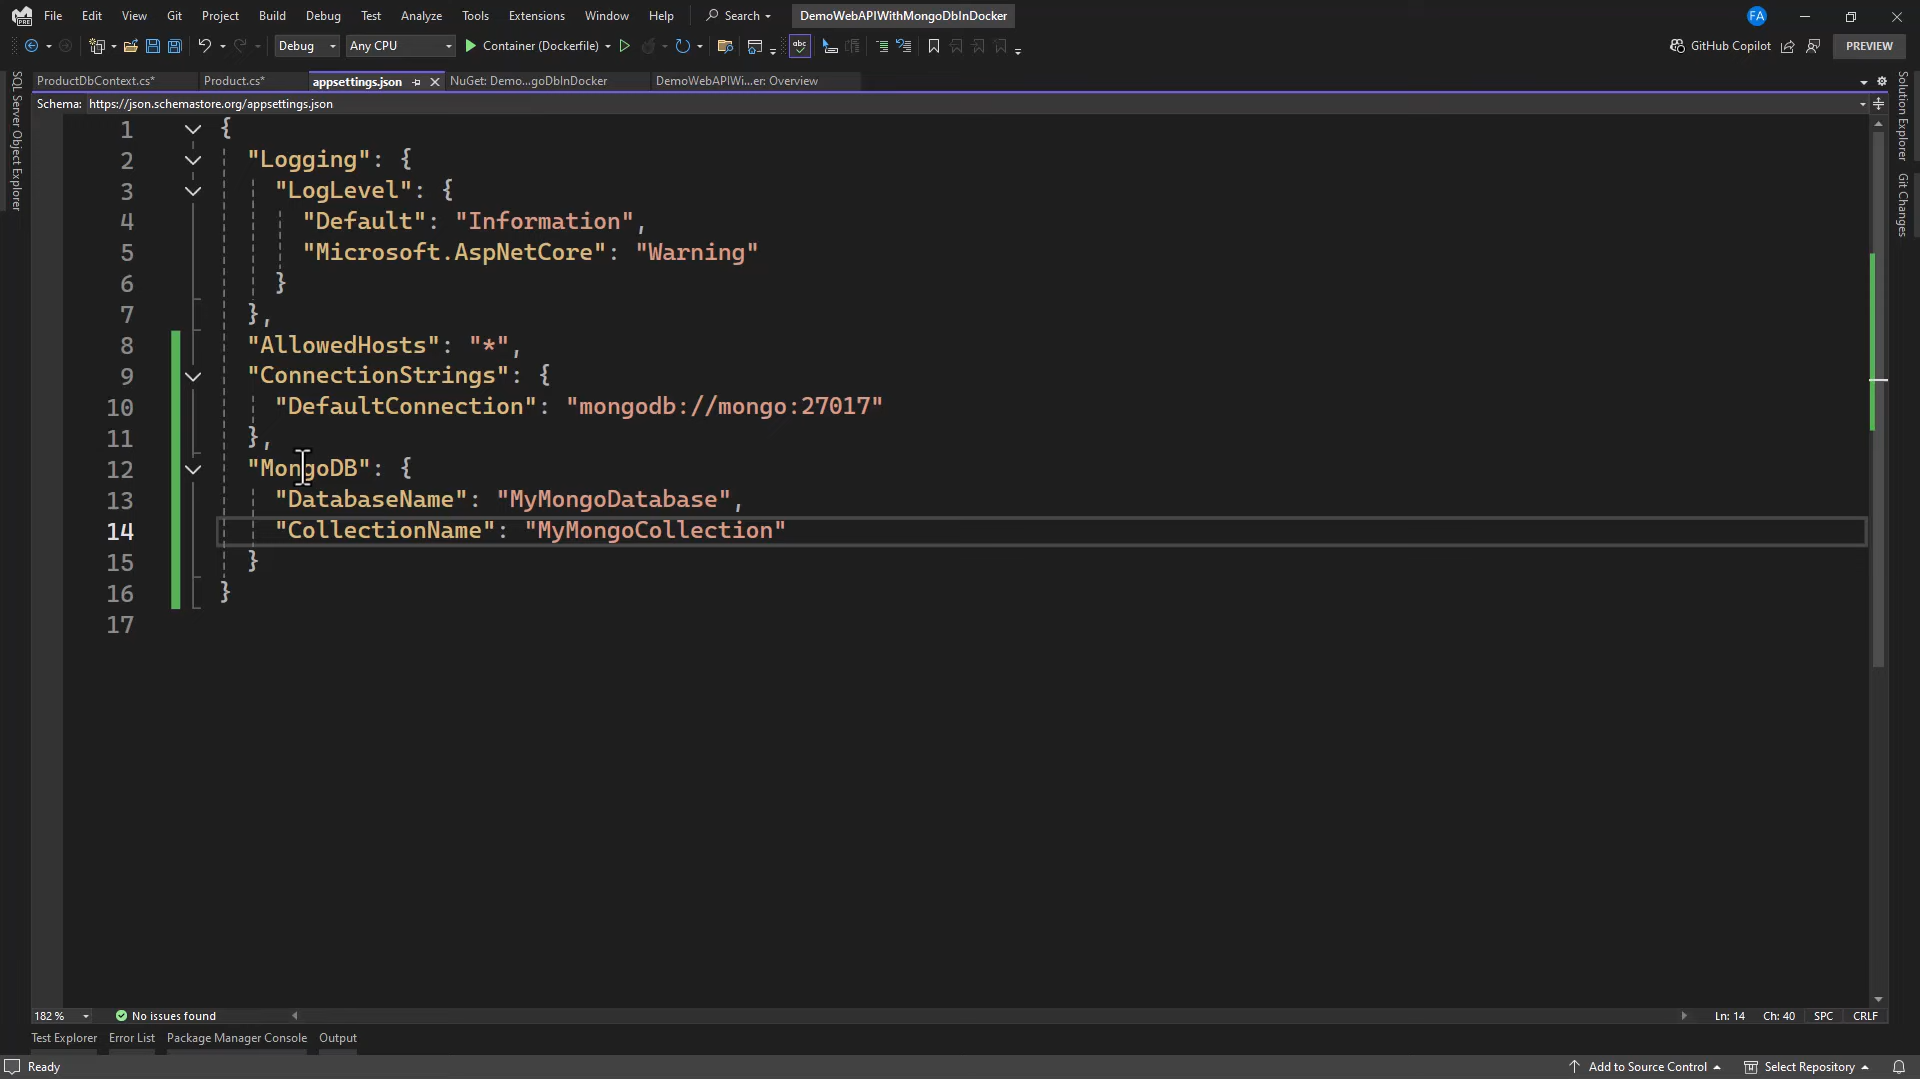 File Edit View Git Project Build Debug Test Analyze Tools Extensions Window Help Search DemoWebAPIWithMongoDbInDocker FA
Debug Any CPU Container (Dockerfile) abc GitHub Copilot PREVIEW
ProductDbContext.cs* Product.cs* appsettings.json NuGet: Demo...goDbInDocker DemoWebAPIWi...er: Overview
Schema: https://json.schemastore.org/appsettings.json
SQL Server Object Explorer
Solution Explorer
Git Changes
1 {
2 "Logging": {
3 "LogLevel": {
4 "Default": "Information",
5 "Microsoft.AspNetCore": "Warning"
6 }
7 },
8 "AllowedHosts": "*",
9 "ConnectionStrings": {
10 "DefaultConnection": "mongodb://mongo:27017"
11 },
12 "MongoDB": {
13 "DatabaseName": "MyMongoDatabase",
14 "CollectionName": "MyMongoCollection"
15 }
16 }
17
182 % No issues found Ln: 14 Ch: 40 SPC CRLF
Test Explorer Error List Package Manager Console Output
Ready Add to Source Control Select Repository